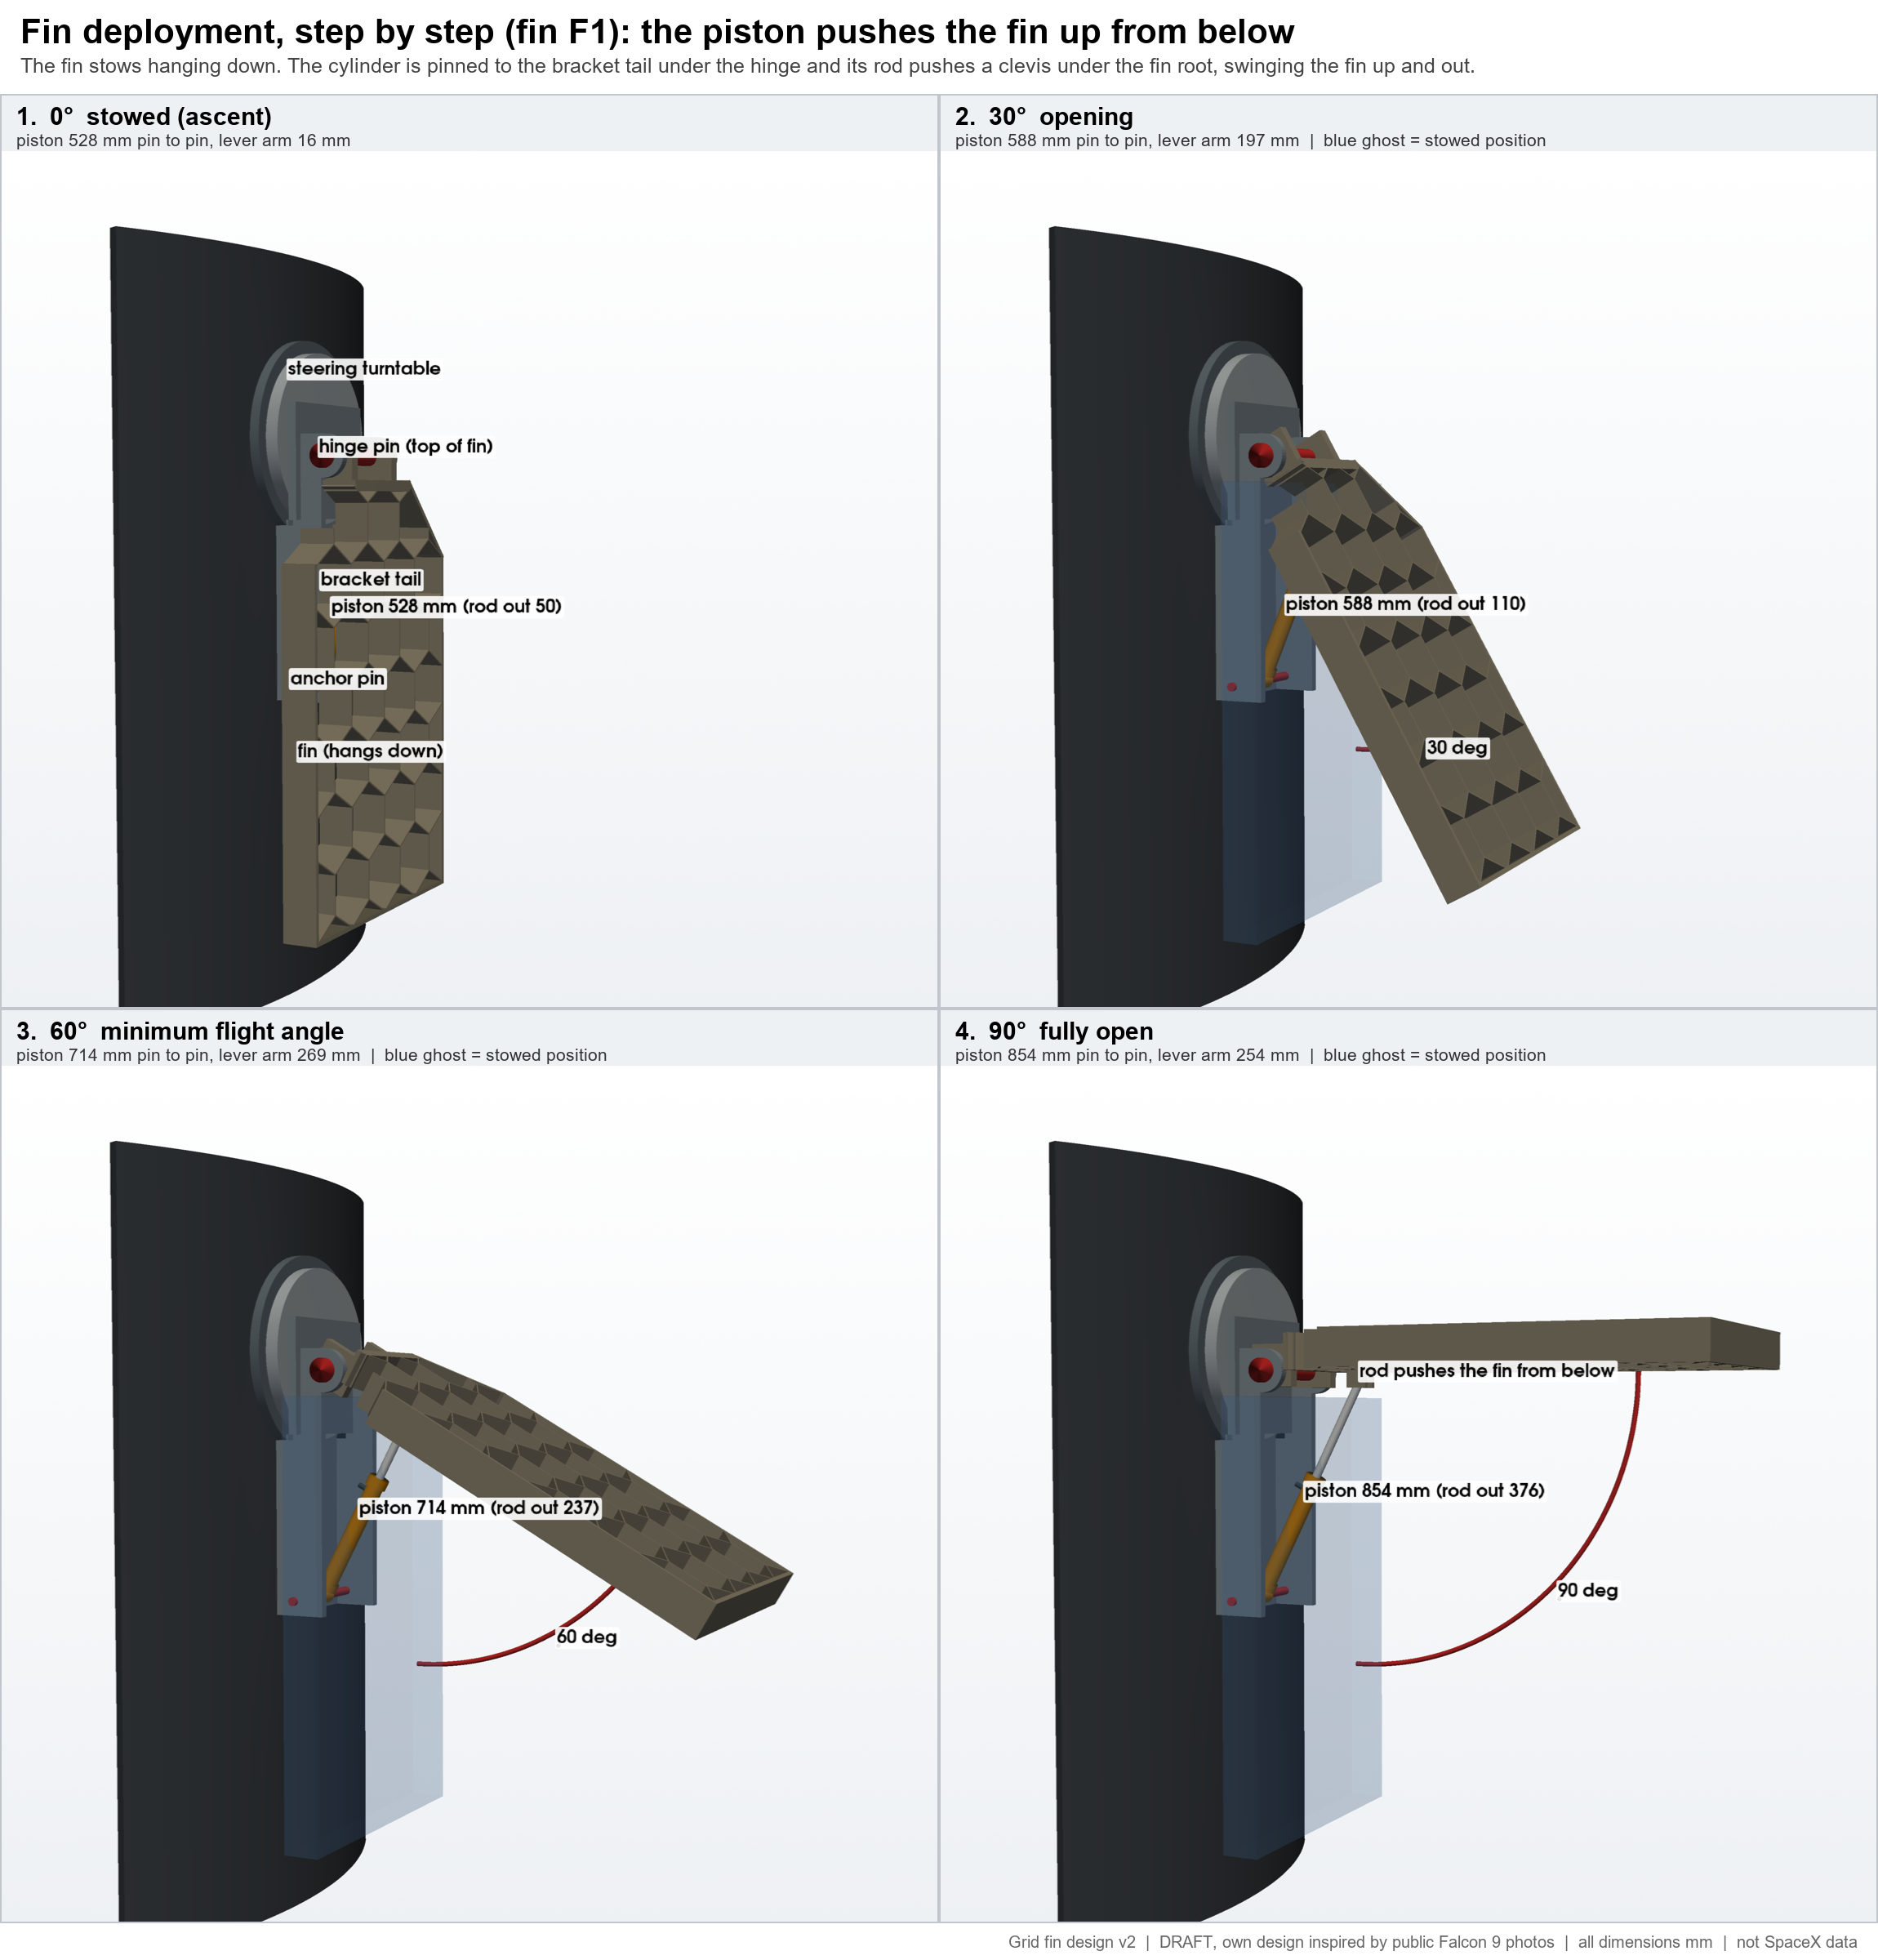 Fin deployment, step by step (fin F1): the piston pushes the fin up from below
The fin stows hanging down. The cylinder is pinned to the bracket tail under the hinge and its rod pushes a clevis under the fin root, swinging the fin up and out.
1. 0° stowed (ascent)
piston 528 mm pin to pin, lever arm 16 mm
steering turntable
hinge pin (top of fin)
bracket tail
piston 528 mm (rod out 50)
anchor pin
fin (hangs down)
2. 30° opening
piston 588 mm pin to pin, lever arm 197 mm | blue ghost = stowed position
piston 588 mm (rod out 110)
30 deg
3. 60° minimum flight angle
piston 714 mm pin to pin, lever arm 269 mm | blue ghost = stowed position
piston 714 mm (rod out 237)
60 deg
4. 90° fully open
piston 854 mm pin to pin, lever arm 254 mm | blue ghost = stowed position
rod pushes the fin from below
piston 854 mm (rod out 376)
90 deg
Grid fin design v2 | DRAFT, own design inspired by public Falcon 9 photos | all dimensions mm | not SpaceX data